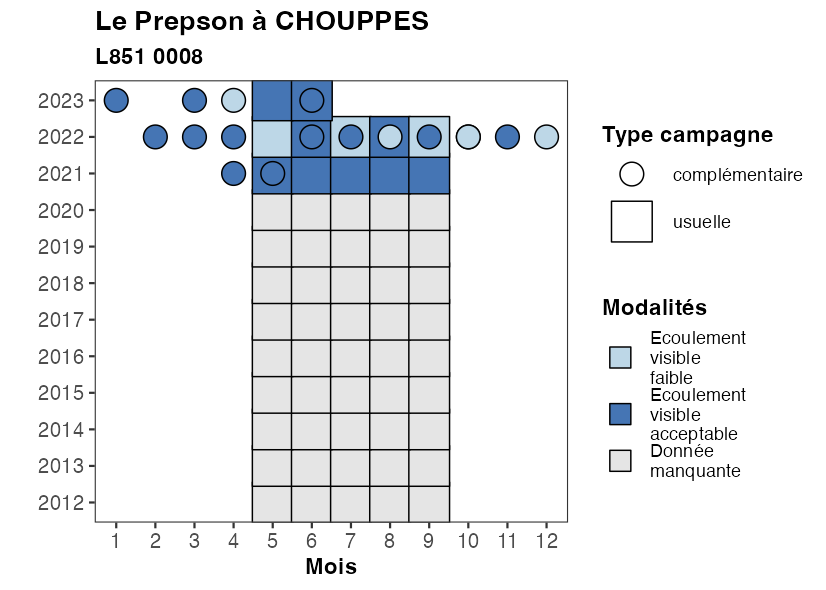 Le Prepson à CHOUPPES
L851 0008
2023
2022
2021
2020
2019
2018
2017
2016
2015
2014
2013
2012
1 2 3 4 5 6 7 8 9 10 11 12
Mois
Type campagne
complémentaire
usuelle
Modalités
Ecoulement
visible
faible
Ecoulement
visible
acceptable
Donnée
manquante